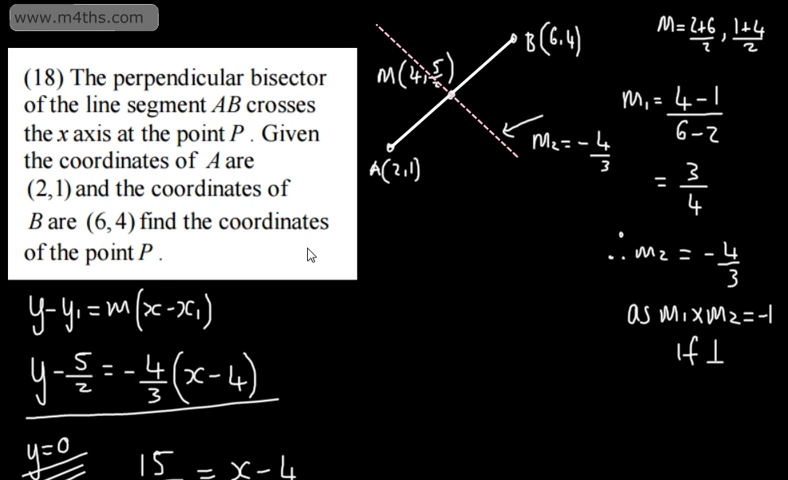 www.m4ths.com
(18) The perpendicular bisector
of the line segment AB crosses
the x axis at the point P. Given
the coordinates of A are
(2,1) and the coordinates of
B are (6,4) find the coordinates
of the point P.
B(6,4)
M(4,5/2)
A(2,1)
m₂ = -4/3
M = 2+6/2, 1+4/2
m₁ = 4-1/6-2
= 3/4
∴ m₂ = -4/3
as m₁ x m₂ = -1
if ⊥
y-y₁ = m(x-x₁)
y-5/2 = -4/3(x-4)
y=0
15 = x-4